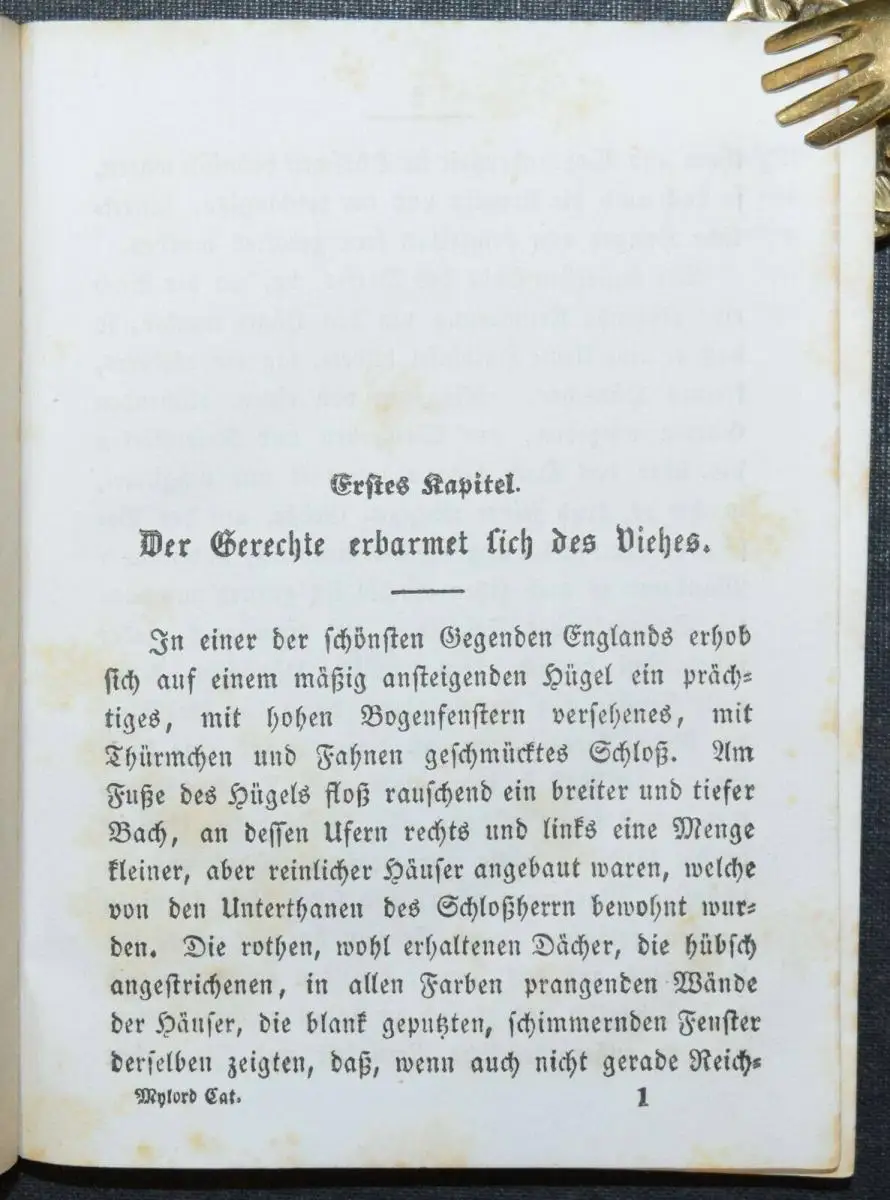 Erstes Kapitel.
Der Gerechte erbarmet sich des Viehes.
In einer der schönsten Gegenden Englands erhob
sich auf einem mäßig ansteigenden Hügel ein präch-
tiges, mit hohen Bogenfenstern versehenes, mit
Thürmchen und Fahnen geschmücktes Schloß. Am
Fuße des Hügels floß rauschend ein breiter und tiefer
Bach, an dessen Ufern rechts und links eine Menge
kleiner, aber reinlicher Häuser angebaut waren, welche
von den Unterthanen des Schloßherrn bewohnt wur-
den. Die rothen, wohl erhaltenen Dächer, die hübsch
angestrichenen, in allen Farben prangenden Wände
der Häuser, die blank geputzten, schimmernden Fenster
derselben zeigten, daß, wenn auch nicht gerade Reich-
Mylord Cat. 1